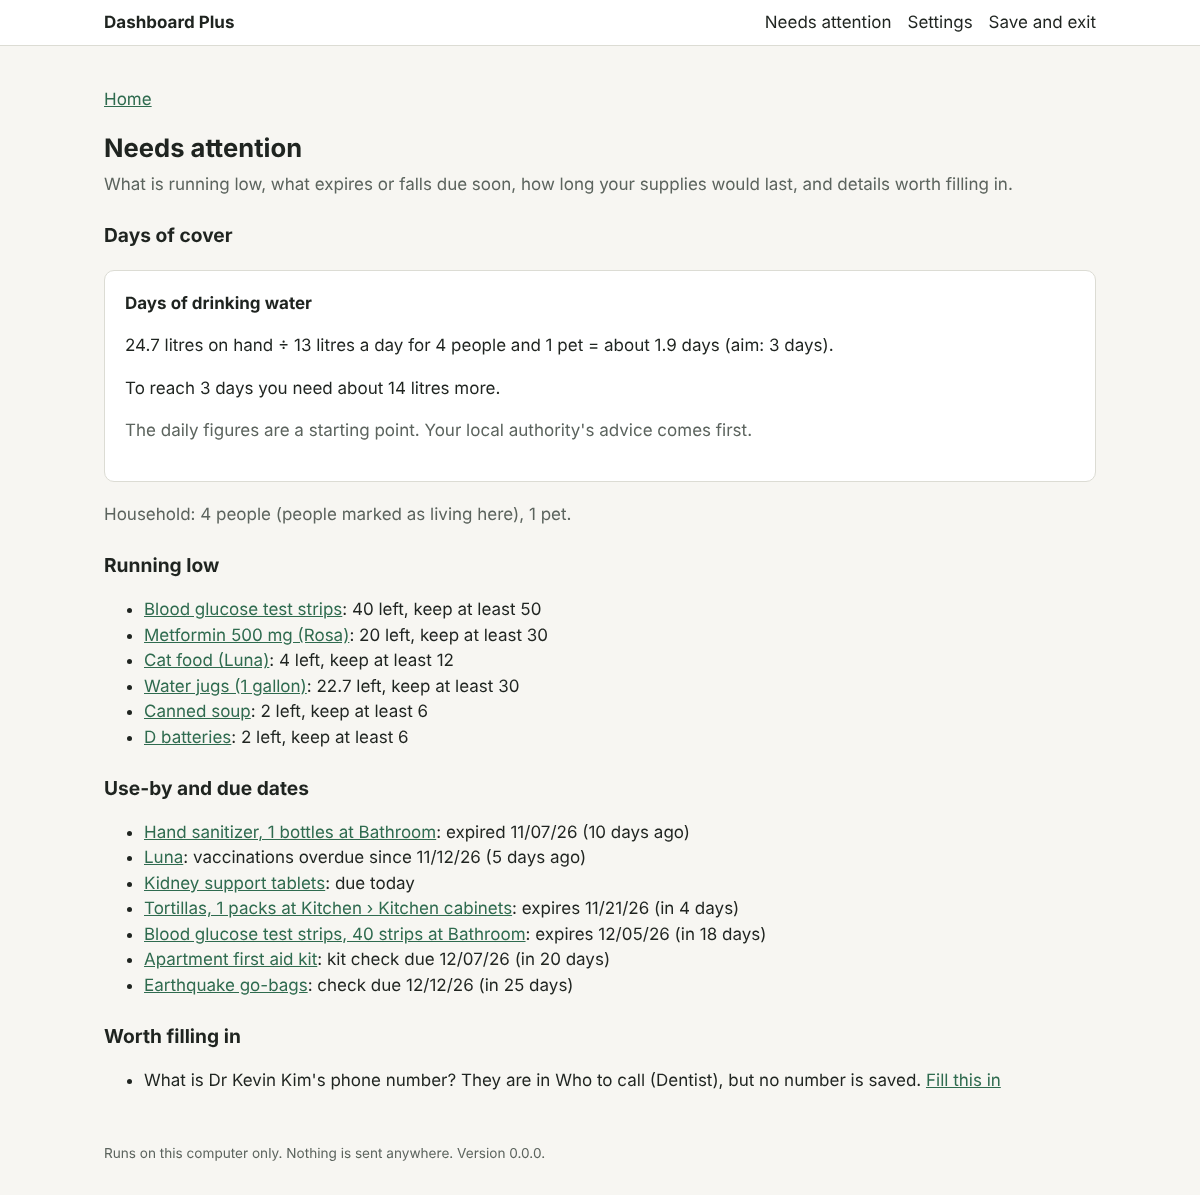 Dashboard Plus
Needs attention Settings Save and exit
Home
Needs attention
What is running low, what expires or falls due soon, how long your supplies would last, and details worth filling in.
Days of cover
Days of drinking water
24.7 litres on hand ÷ 13 litres a day for 4 people and 1 pet = about 1.9 days (aim: 3 days).
To reach 3 days you need about 14 litres more.
The daily figures are a starting point. Your local authority's advice comes first.
Household: 4 people (people marked as living here), 1 pet.
Running low
Blood glucose test strips: 40 left, keep at least 50
Metformin 500 mg (Rosa): 20 left, keep at least 30
Cat food (Luna): 4 left, keep at least 12
Water jugs (1 gallon): 22.7 left, keep at least 30
Canned soup: 2 left, keep at least 6
D batteries: 2 left, keep at least 6
Use-by and due dates
Hand sanitizer, 1 bottles at Bathroom: expired 11/07/26 (10 days ago)
Luna: vaccinations overdue since 11/12/26 (5 days ago)
Kidney support tablets: due today
Tortillas, 1 packs at Kitchen › Kitchen cabinets: expires 11/21/26 (in 4 days)
Blood glucose test strips, 40 strips at Bathroom: expires 12/05/26 (in 18 days)
Apartment first aid kit: kit check due 12/07/26 (in 20 days)
Earthquake go-bags: check due 12/12/26 (in 25 days)
Worth filling in
What is Dr Kevin Kim's phone number? They are in Who to call (Dentist), but no number is saved. Fill this in
Runs on this computer only. Nothing is sent anywhere. Version 0.0.0.